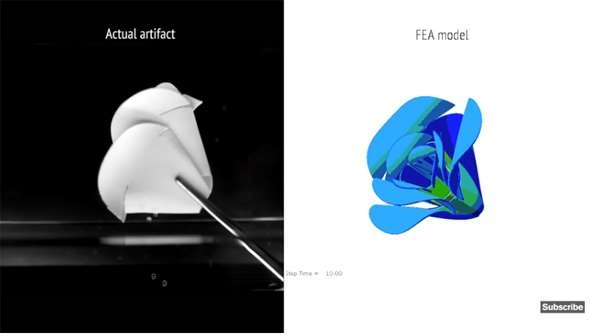 Actual artifact
FEA model
Step Time = 10.00
Subscribe